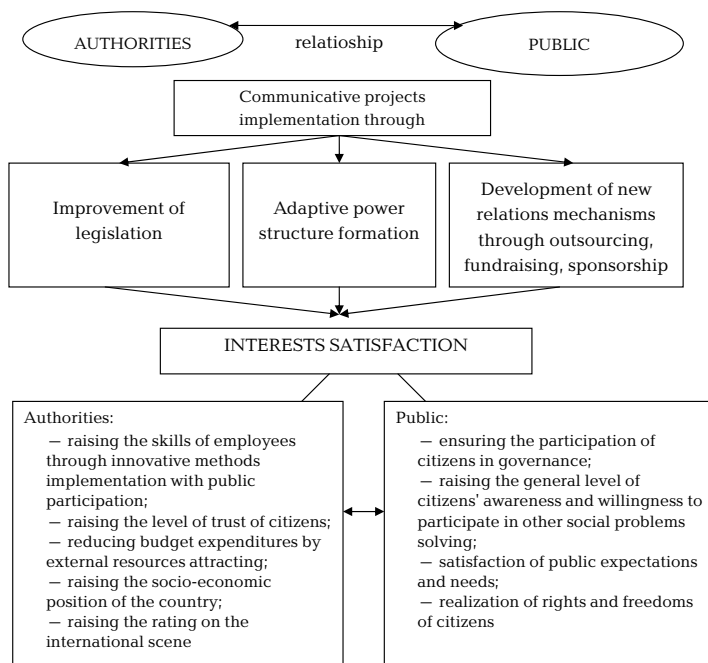 AUTHORITIES
relatioship
PUBLIC
Communicative projects
implementation through
Improvement of
legislation
Adaptive power
structure formation
Development of new
relations mechanisms
through outsourcing,
fundraising, sponsorship
INTERESTS SATISFACTION
Authorities:
— raising the skills of employees
through innovative methods
implementation with public
participation;
— raising the level of trust of citizens;
— reducing budget expenditures by
external resources attracting;
— raising the socio-economic
position of the country;
— raising the rating on the
international scene
Public:
— ensuring the participation of
citizens in governance;
— raising the general level of
citizens' awareness and willingness to
participate in other social problems
solving;
— satisfaction of public expectations
and needs;
— realization of rights and freedoms
of citizens